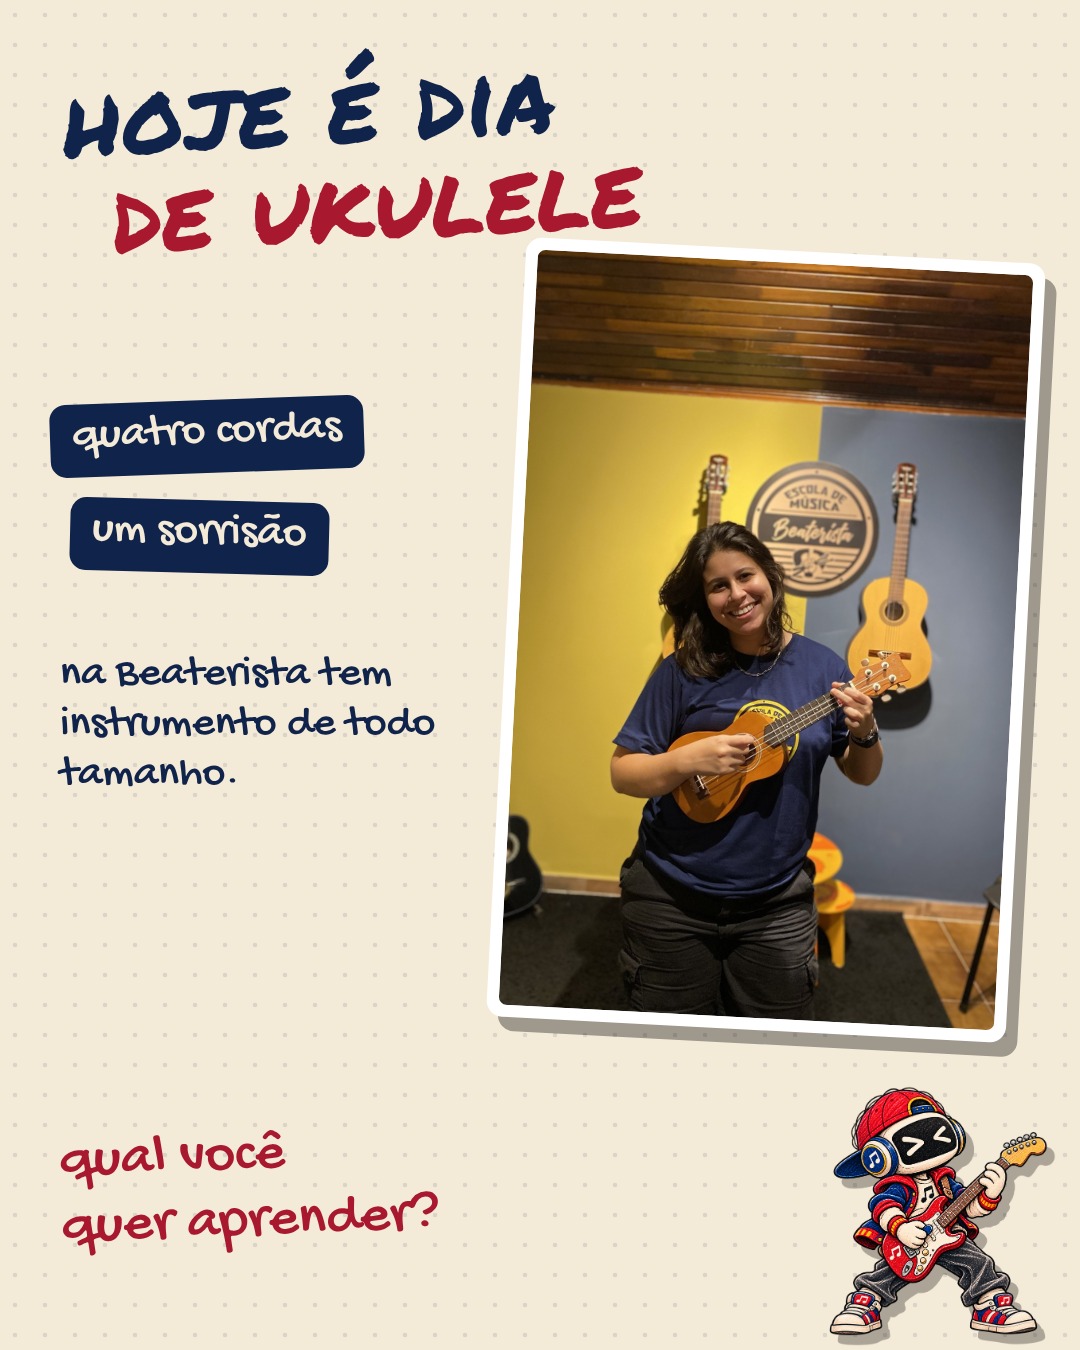 HOJE É DIA
DE UKULELE
quatro cordas
um sorrisão
na Beaterista tem
instrumento de todo
tamanho.
ESCOLA DE
MÚSICA
Beaterista
qual você
quer aprender?